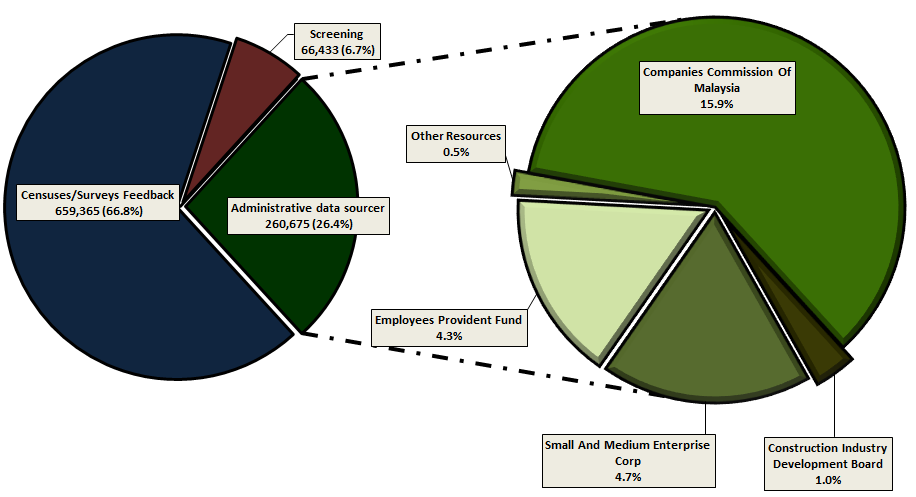 Screening
66,433 (6.7%)
Censuses/Surveys Feedback
659,365 (66.8%)
Administrative data sourcer
260,675 (26.4%)
Companies Commission Of
Malaysia
15.9%
Other Resources
0.5%
Employees Provident Fund
4.3%
Small And Medium Enterprise
Corp
4.7%
Construction Industry
Development Board
1.0%